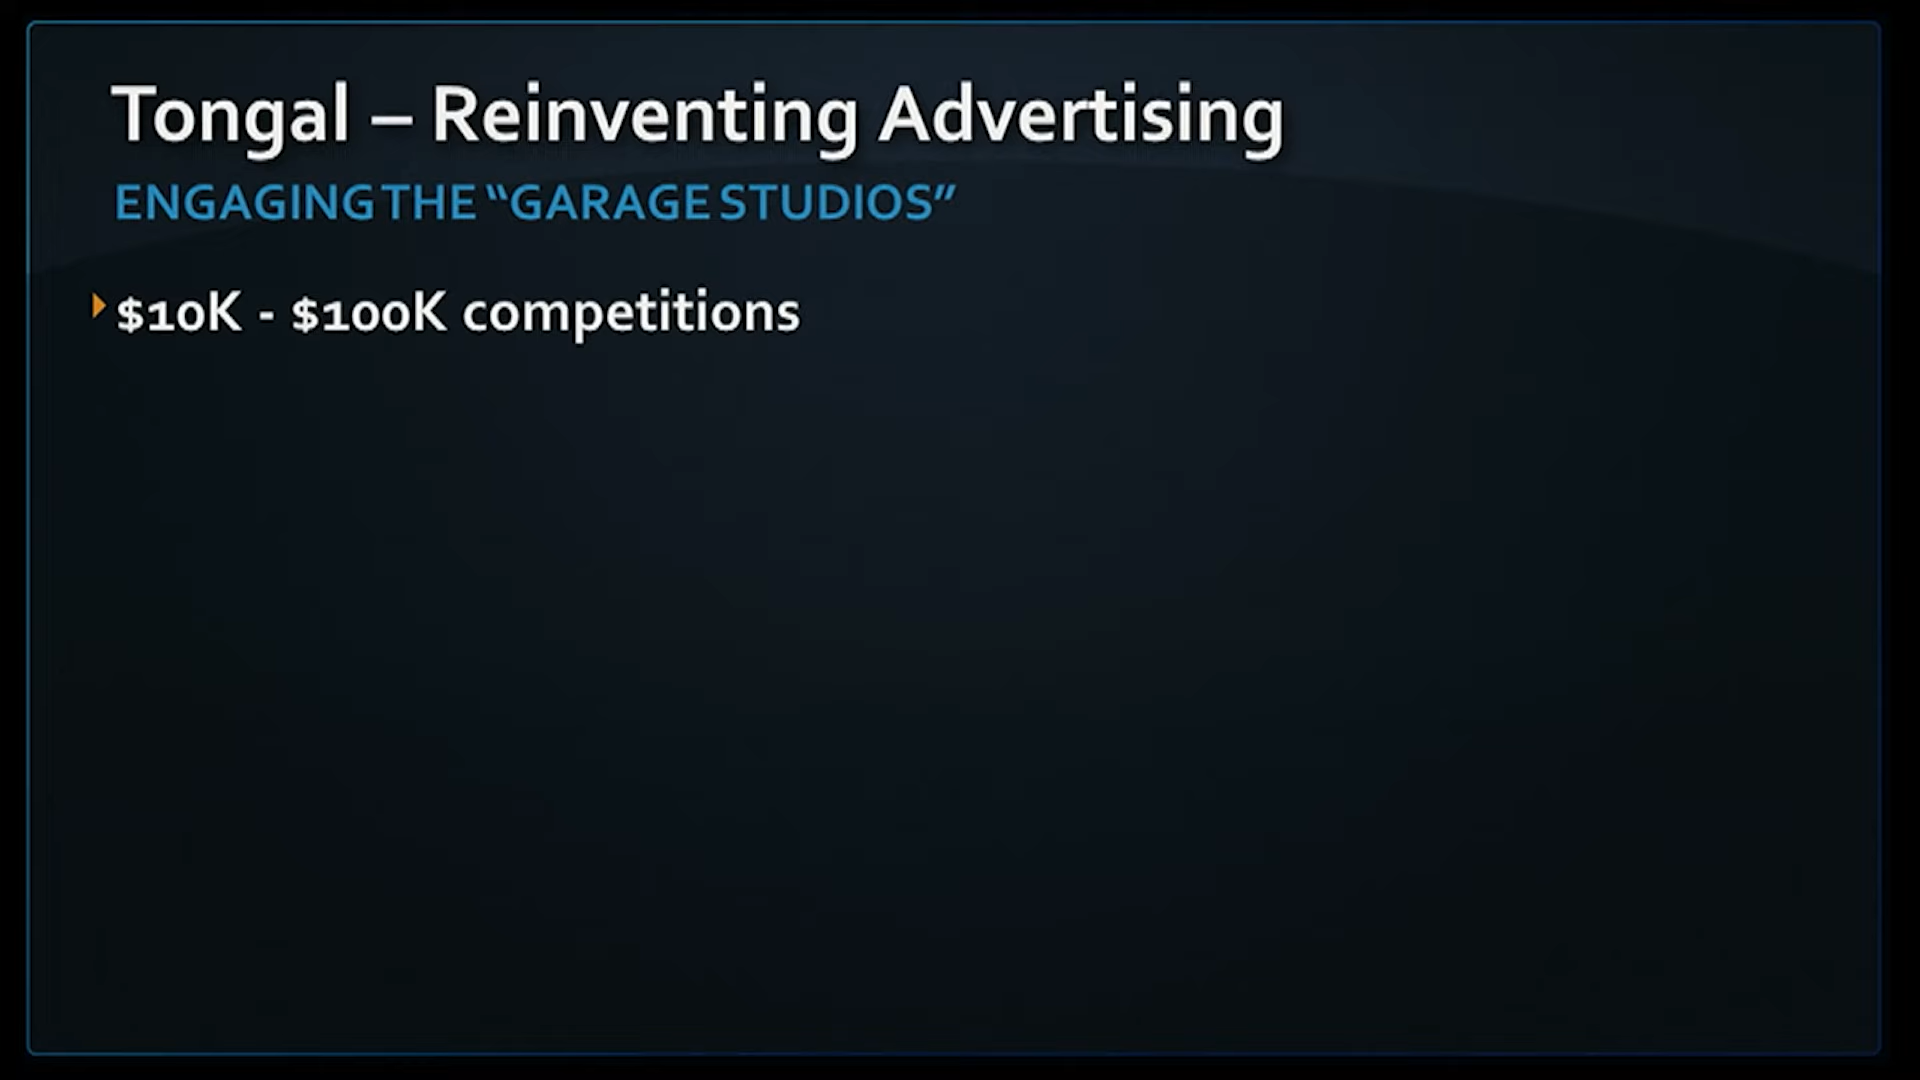 Tongal – Reinventing Advertising
ENGAGING THE “GARAGE STUDIOS”
$10K - $100K competitions